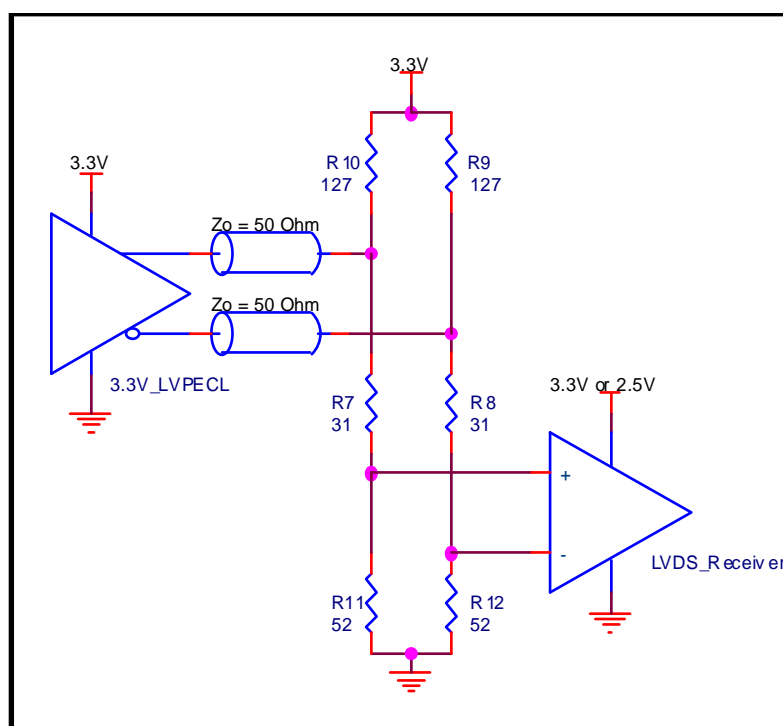 3.3V
R10
127
R9
127
3.3V
Zo = 50 Ohm
Zo = 50 Ohm
3.3V_LVPECL
R7
31
R8
31
3.3V or 2.5V
+
-
LVDS_Receiver
R11
52
R12
52